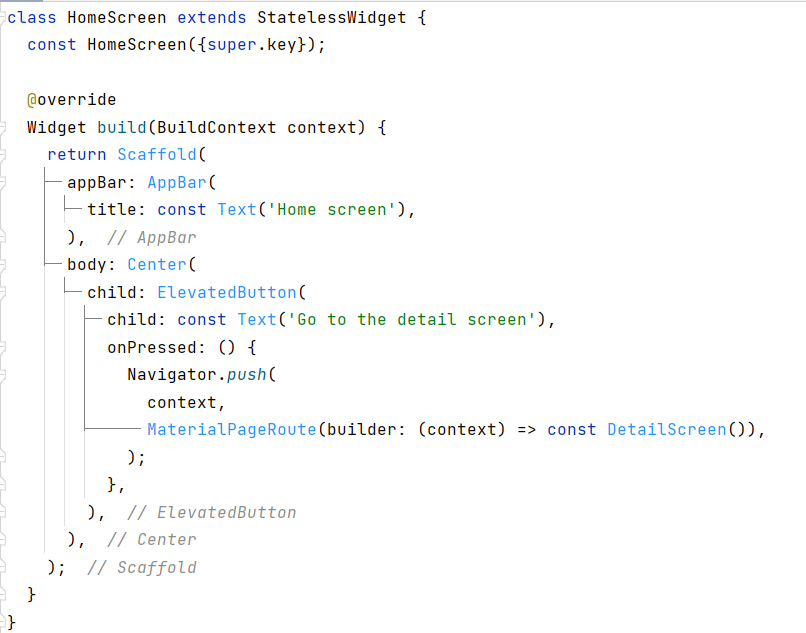 class HomeScreen extends StatelessWidget {
  const HomeScreen({super.key});

  @override
  Widget build(BuildContext context) {
    return Scaffold(
      appBar: AppBar(
        title: const Text('Home screen'),
      ),  // AppBar
      body: Center(
        child: ElevatedButton(
          child: const Text('Go to the detail screen'),
          onPressed: () {
            Navigator.push(
              context,
              MaterialPageRoute(builder: (context) => const DetailScreen()),
            );
          },
        ),  // ElevatedButton
      ),  // Center
    );  // Scaffold
  }
}